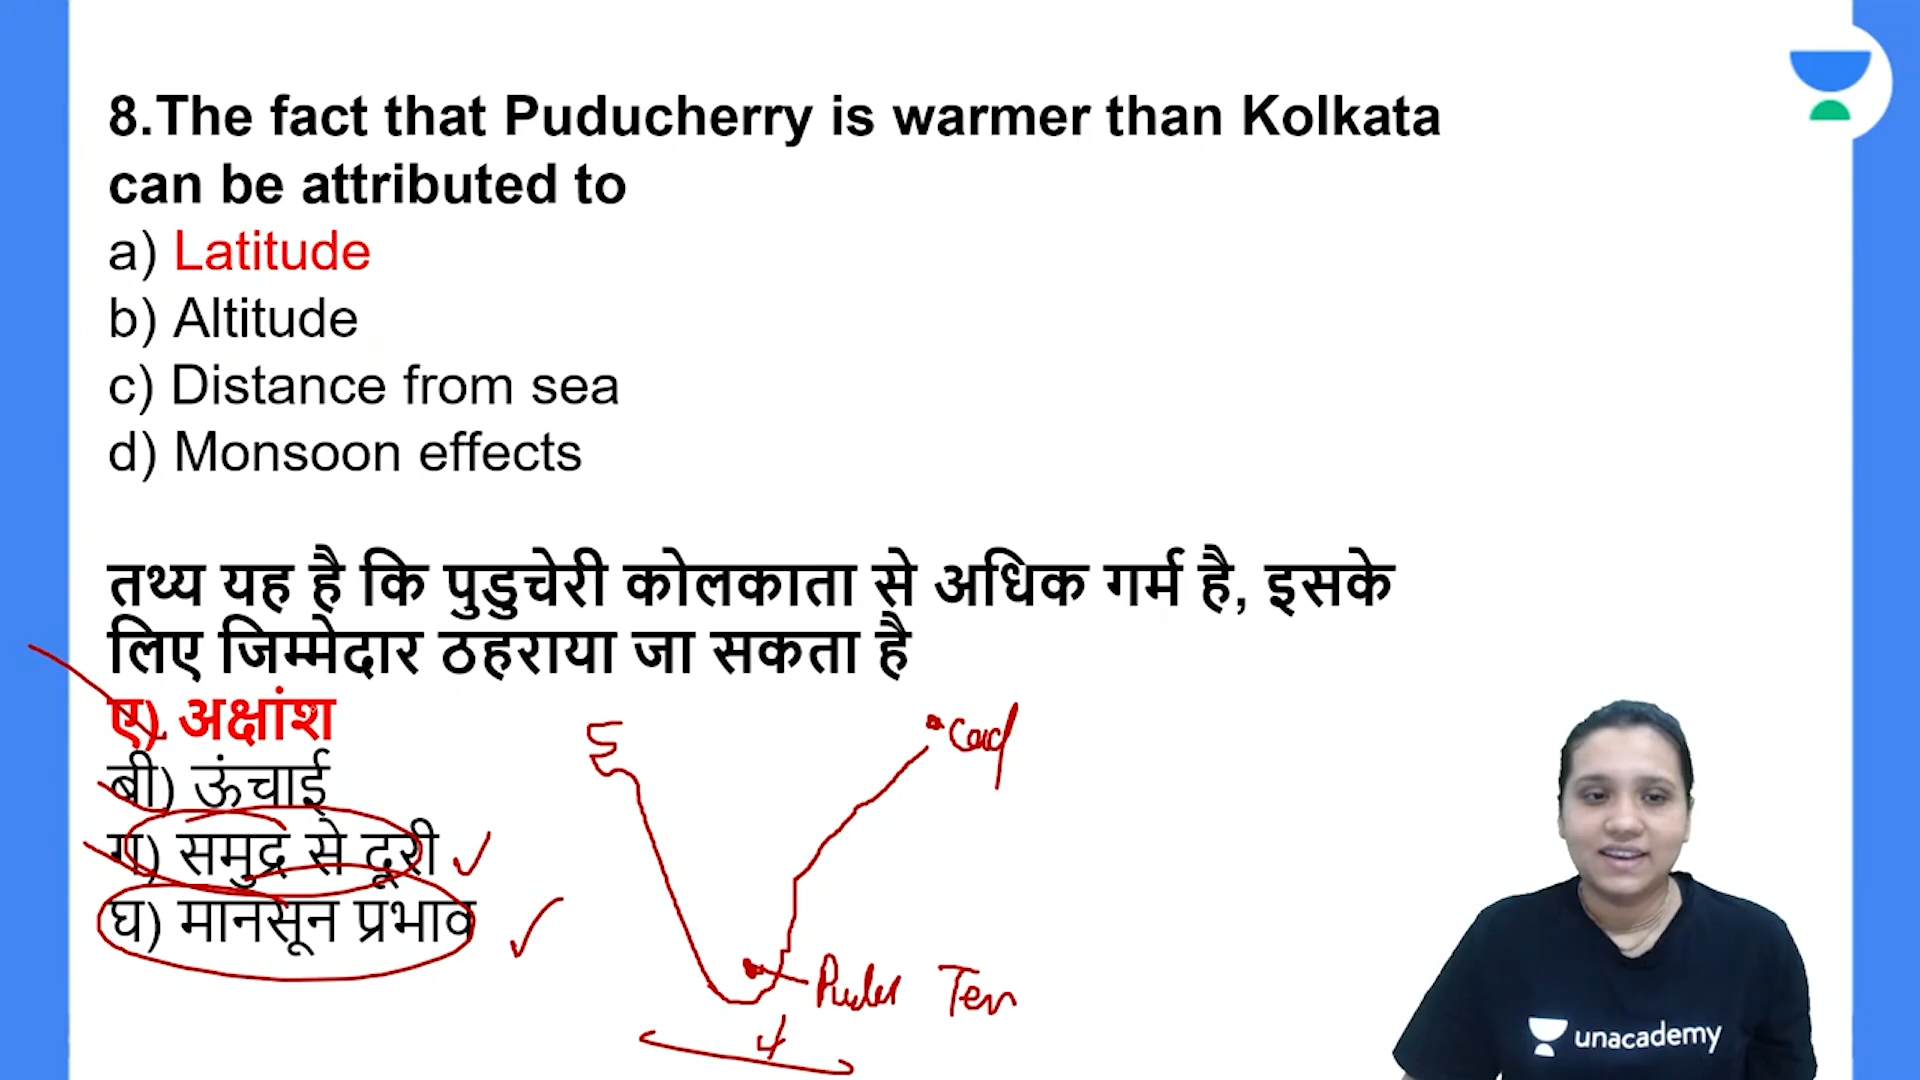 8.The fact that Puducherry is warmer than Kolkata
can be attributed to
a) Latitude
b) Altitude
c) Distance from sea
d) Monsoon effects
तथ्य यह है कि पुडुचेरी कोलकाता से अधिक गर्म है, इसके
लिए जिम्मेदार ठहराया जा सकता है
ए). अक्षांश
बी) ऊंचाई
ग) समुद्र से दूरी
घ) मानसून प्रभाव
unacademy